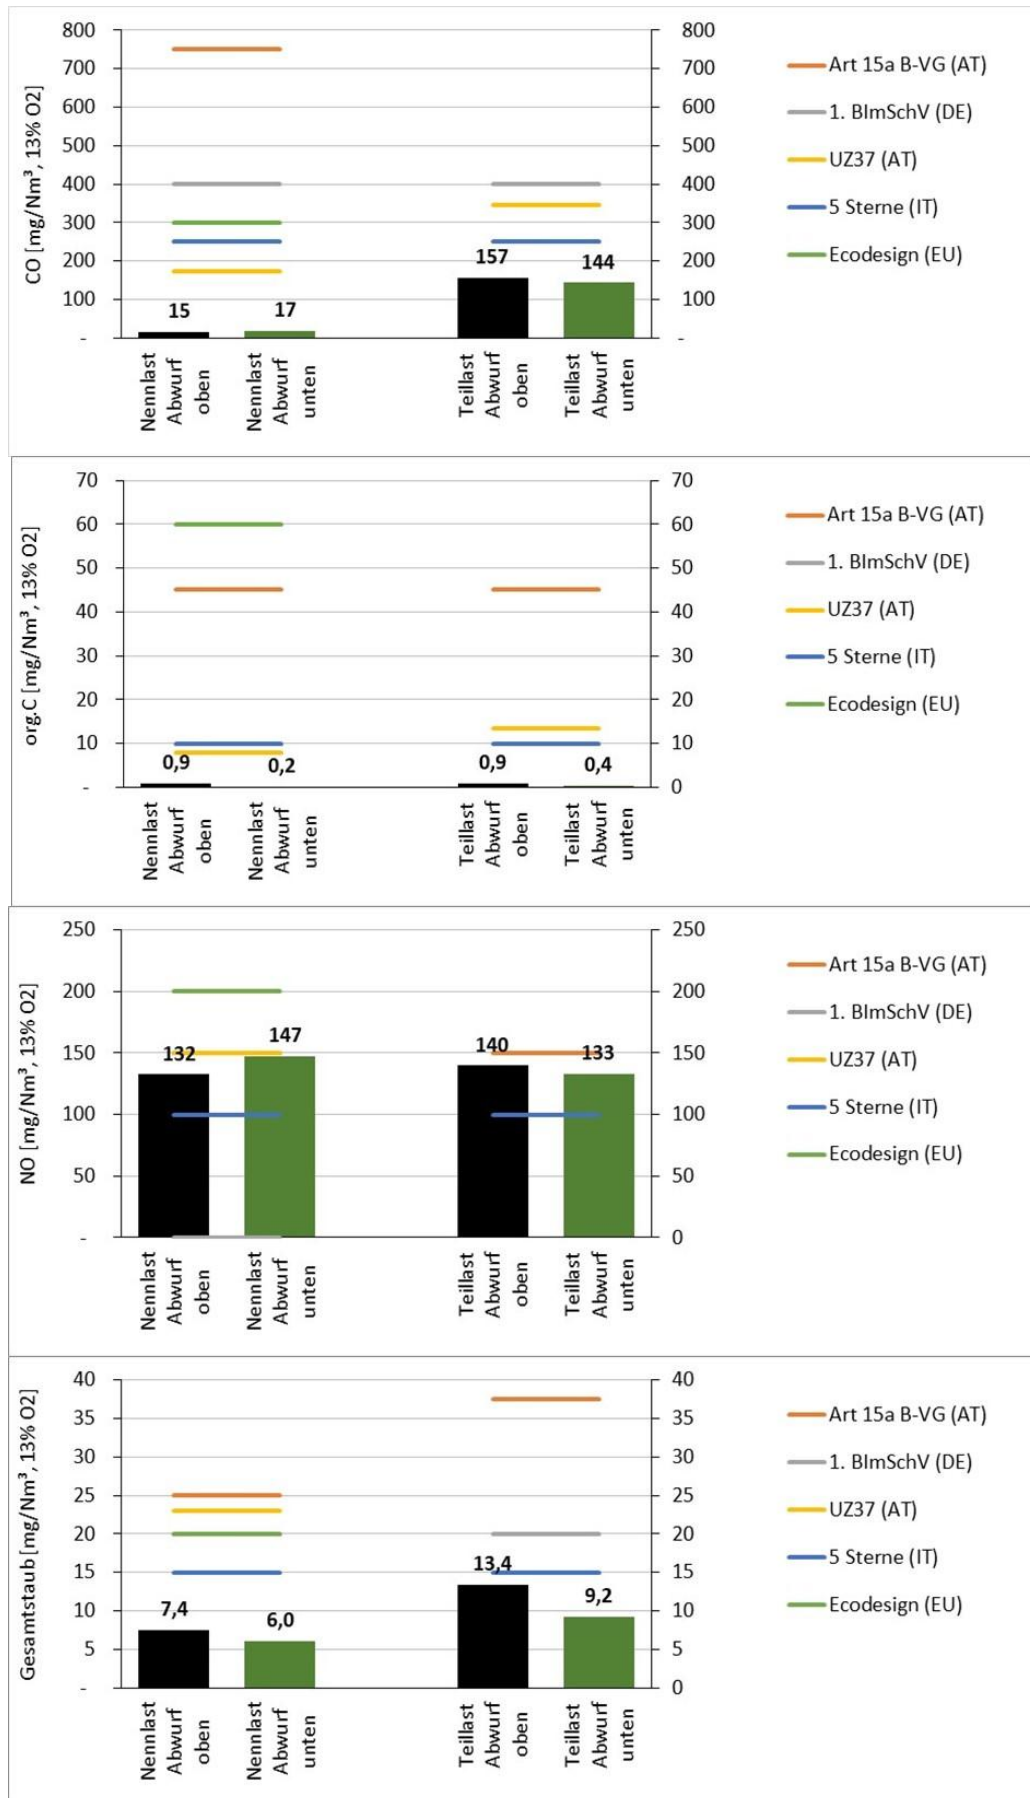 CO [mg/Nm³, 13% O2]
800
700
600
500
400
300
200
100
-
15
17
157
144
800
700
600
500
400
300
200
100
-
Nennlast
Abwurf
oben
Nennlast
Abwurf
unten
Teillast
Abwurf
oben
Teillast
Abwurf
unten
Art 15a B-VG (AT)
1. BImSchV (DE)
UZ37 (AT)
5 Sterne (IT)
Ecodesign (EU)
org.C [mg/Nm³, 13% O2]
70
60
50
40
30
20
10
-
0,9
0,2
0,9
0,4
70
60
50
40
30
20
10
0
Nennlast
Abwurf
oben
Nennlast
Abwurf
unten
Teillast
Abwurf
oben
Teillast
Abwurf
unten
Art 15a B-VG (AT)
1. BImSchV (DE)
UZ37 (AT)
5 Sterne (IT)
Ecodesign (EU)
NO [mg/Nm³, 13% O2]
250
200
150
100
50
-
132
147
140
133
250
200
150
100
50
0
Nennlast
Abwurf
oben
Nennlast
Abwurf
unten
Teillast
Abwurf
oben
Teillast
Abwurf
unten
Art 15a B-VG (AT)
1. BImSchV (DE)
UZ37 (AT)
5 Sterne (IT)
Ecodesign (EU)
Gesamtstaub [mg/Nm³, 13% O2]
40
35
30
25
20
15
10
5
-
7,4
6,0
13,4
9,2
40
35
30
25
20
15
10
5
0
Nennlast
Abwurf
oben
Nennlast
Abwurf
unten
Teillast
Abwurf
oben
Teillast
Abwurf
unten
Art 15a B-VG (AT)
1. BImSchV (DE)
UZ37 (AT)
5 Sterne (IT)
Ecodesign (EU)